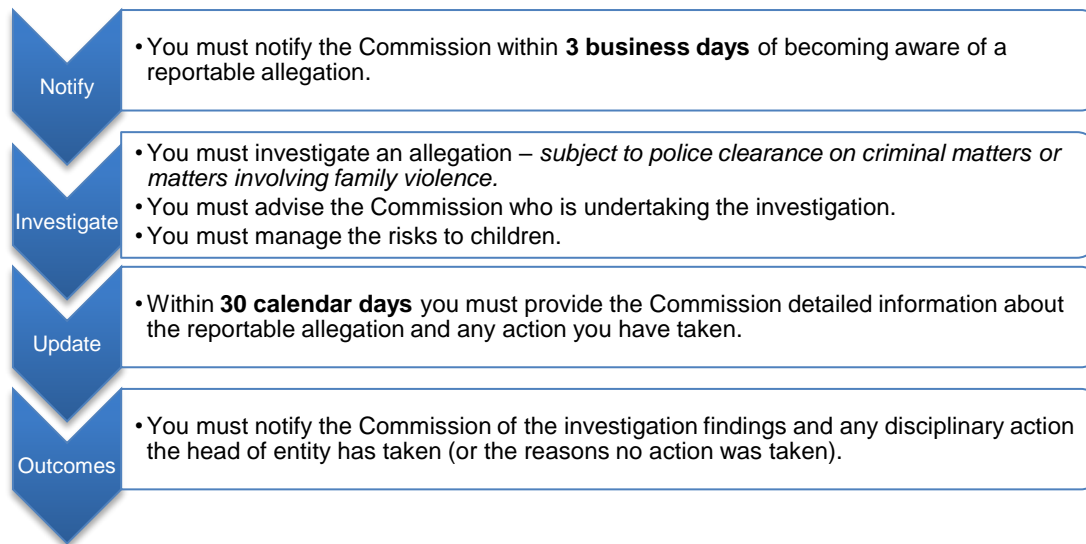 Notify
• You must notify the Commission within 3 business days of becoming aware of a
reportable allegation.
Investigate
• You must investigate an allegation – subject to police clearance on criminal matters or
matters involving family violence.
• You must advise the Commission who is undertaking the investigation.
• You must manage the risks to children.
Update
• Within 30 calendar days you must provide the Commission detailed information about
the reportable allegation and any action you have taken.
Outcomes
• You must notify the Commission of the investigation findings and any disciplinary action
the head of entity has taken (or the reasons no action was taken).